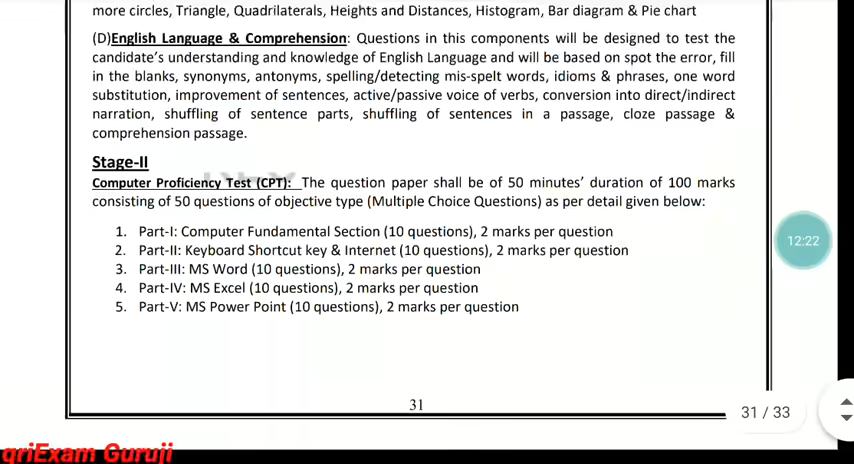 more circles, Triangle, Quadrilaterals, Heights and Distances, Histogram, Bar diagram & Pie chart
(D)English Language & Comprehension: Questions in this components will be designed to test the
candidate's understanding and knowledge of English Language and will be based on spot the error, fill
in the blanks, synonyms, antonyms, spelling/detecting mis-spelt words, idioms & phrases, one word
substitution, improvement of sentences, active/passive voice of verbs, conversion into direct/indirect
narration, shuffling of sentence parts, shuffling of sentences in a passage, cloze passage &
comprehension passage.
Stage-II
Computer Proficiency Test (CPT): The question paper shall be of 50 minutes' duration of 100 marks
consisting of 50 questions of objective type (Multiple Choice Questions) as per detail given below:
1. Part-I: Computer Fundamental Section (10 questions), 2 marks per question
2. Part-II: Keyboard Shortcut key & Internet (10 questions), 2 marks per question
12:22
3. Part-III: MS Word (10 questions), 2 marks per question
4. Part-IV: MS Excel (10 questions), 2 marks per question
5. Part-V: MS Power Point (10 questions), 2 marks per question
31
31 / 33
griExam Guruji